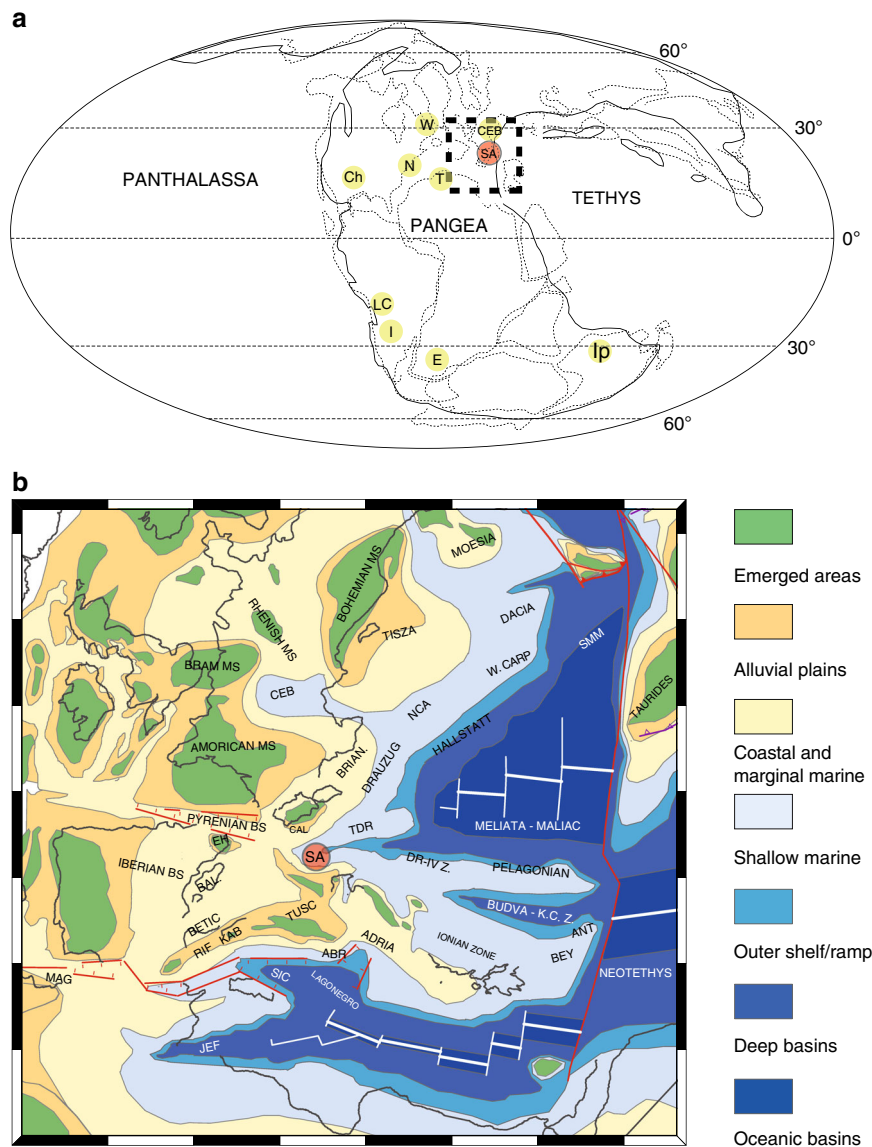 a
60°
W
CEB
30°
SA
N
Ch
T
PANTHALASSA
TETHYS
PANGEA
0°
LC
I
E
Ip
30°
60°
b
MOESIA
BOHEMIAN MS
RHENISH MS
DACIA
TISZA
SMM
BRAM MS
W. CARP
CEB
TAURIDES
NCA
HALLSTATT
AMORICAN MS
BRIAN.
DRAUZUG
PYRENIAN BS
CAL
TDR
MELIATA - MALIAC
EH
SA
IBERIAN BS
DR-IV Z.
PELAGONIAN
BAL.
BUDVA - K.C. Z.
BETIC
TUSC
ANT
RIF
KAB
ADRIA
IONIAN ZONE
BEY
ABR
MAG
SIC
LAGONEGRO
NEOTETHYS
JEF
Emerged areas
Alluvial plains
Coastal and
marginal marine
Shallow marine
Outer shelf/ramp
Deep basins
Oceanic basins